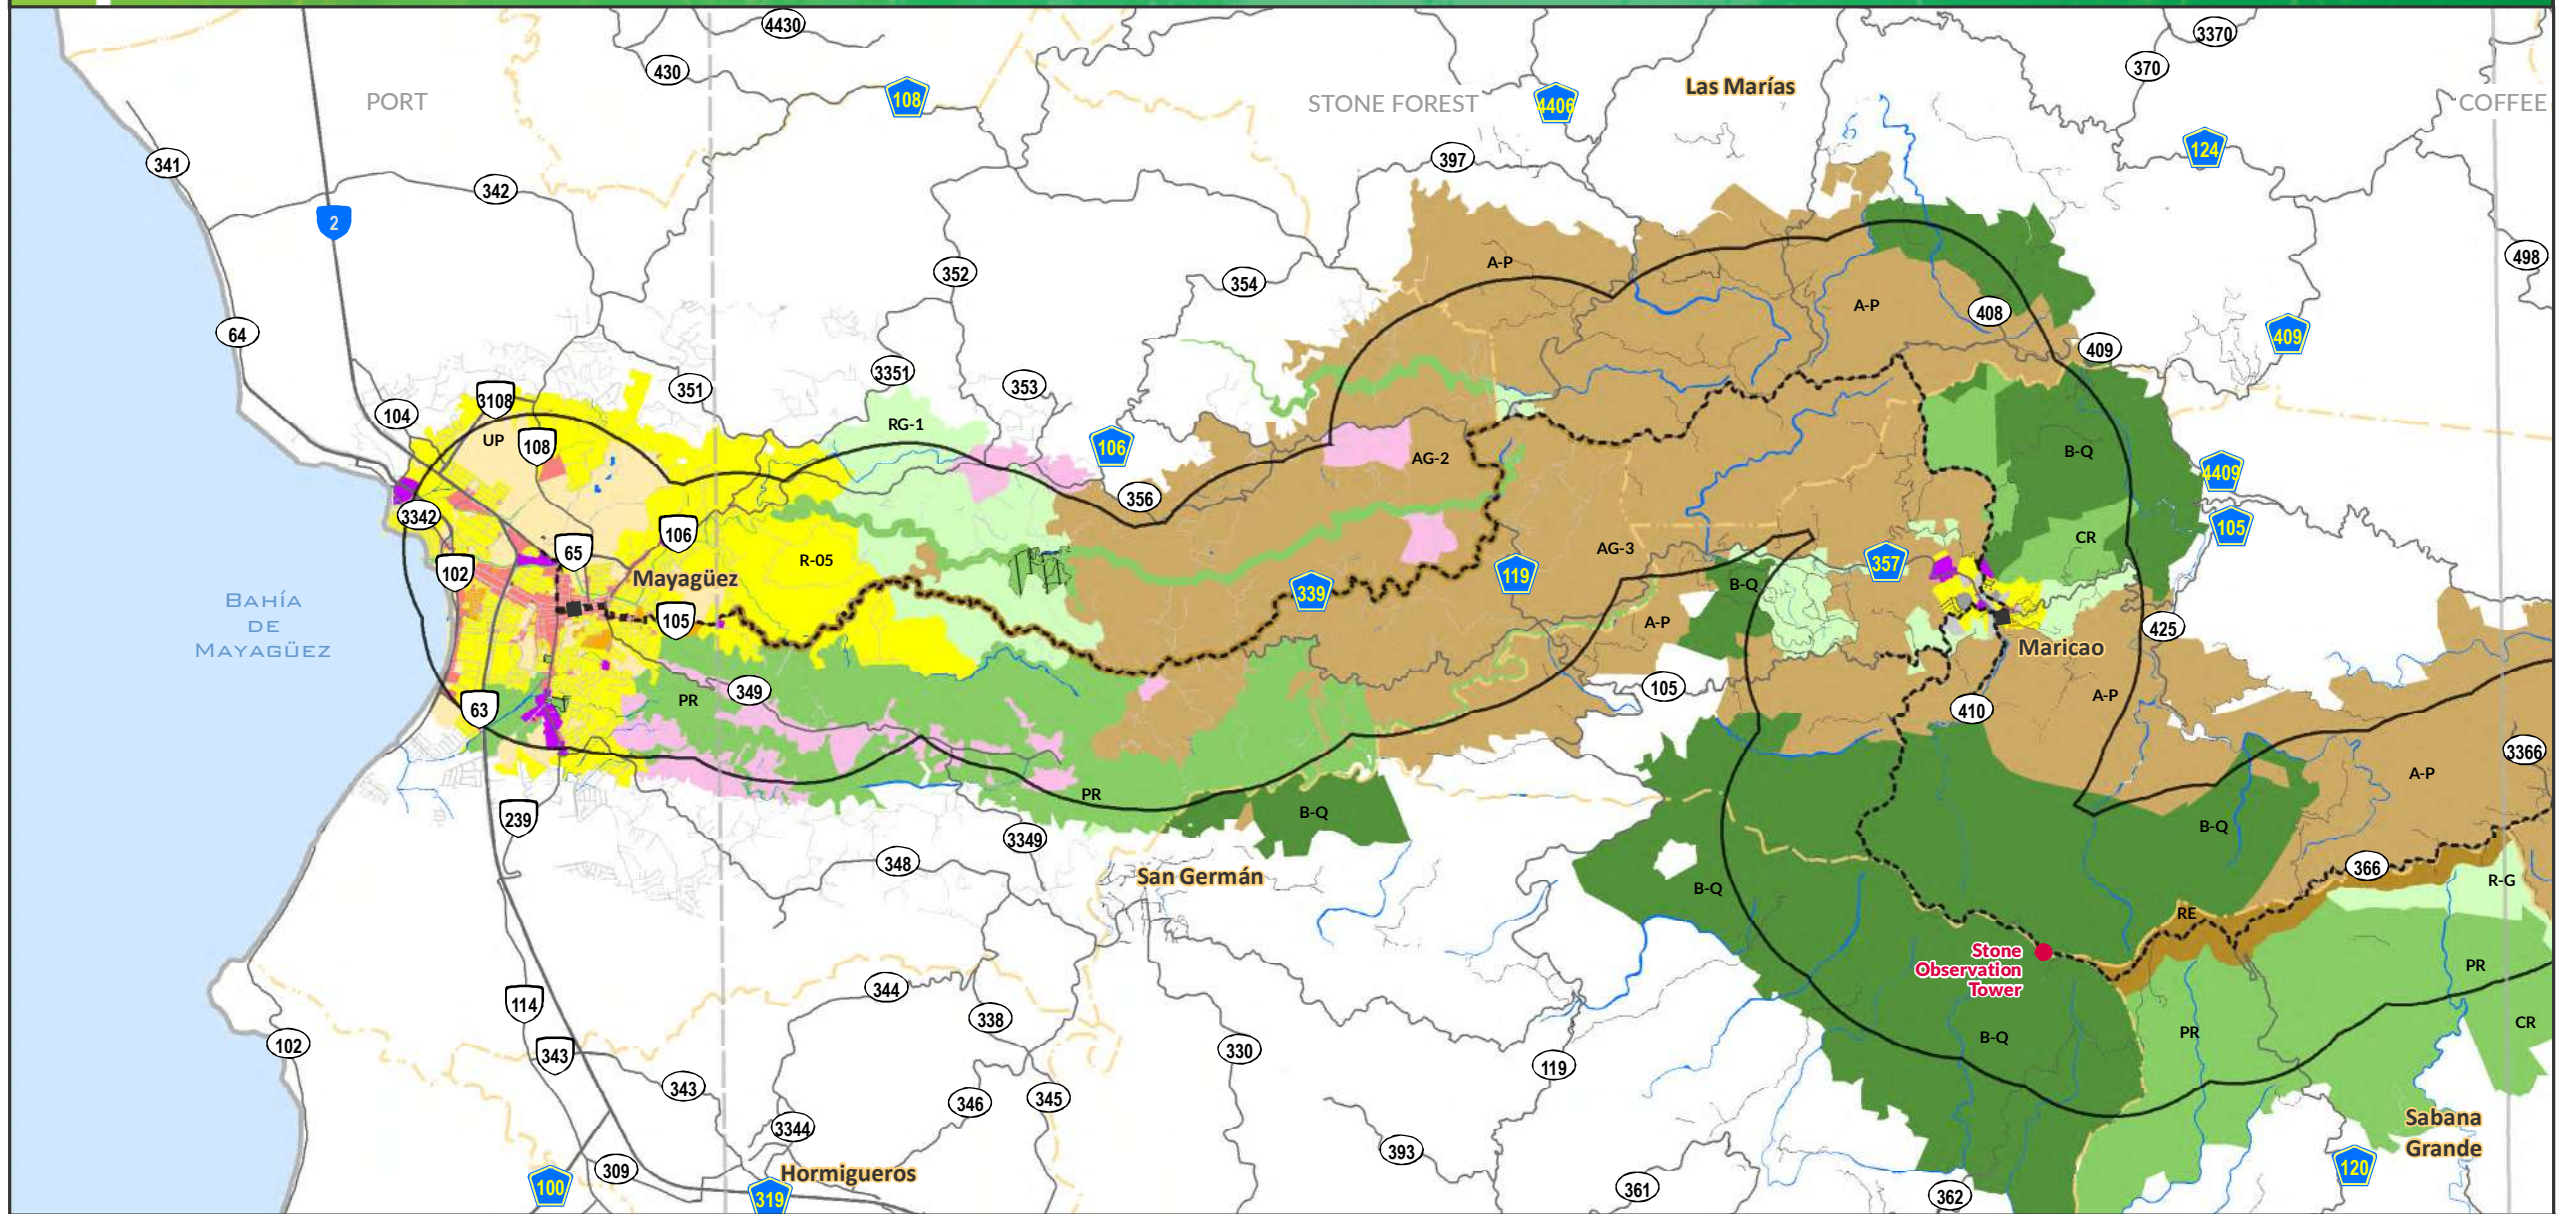 4430
3370
430
370
108
Las Marías
PORT
STONE FOREST
4406
COFFEE
124
341
397
342
2
498
A-P
352
354
A-P
408
64
409
409
3351
351
353
3108
104
RG-1
UP
108
106
B-Q
AG-2
4409
356
3342
106
105
CR
65
AG-3
R-05
357
102
119
Mayagüez
B-Q
339
BAHÍA
DE
MAYAGÜEZ
105
A-P
425
Maricao
349
105
PR
A-P
63
410
3366
A-P
PR
B-Q
239
B-Q
3349
348
366
San Germán
R-G
B-Q
RE
Stone
Observation
Tower
PR
344
114
338
CR
PR
B-Q
102
330
343
119
343
346
345
3344
Sabana
Grande
393
309
Hormigueros
120
100
361
362
319